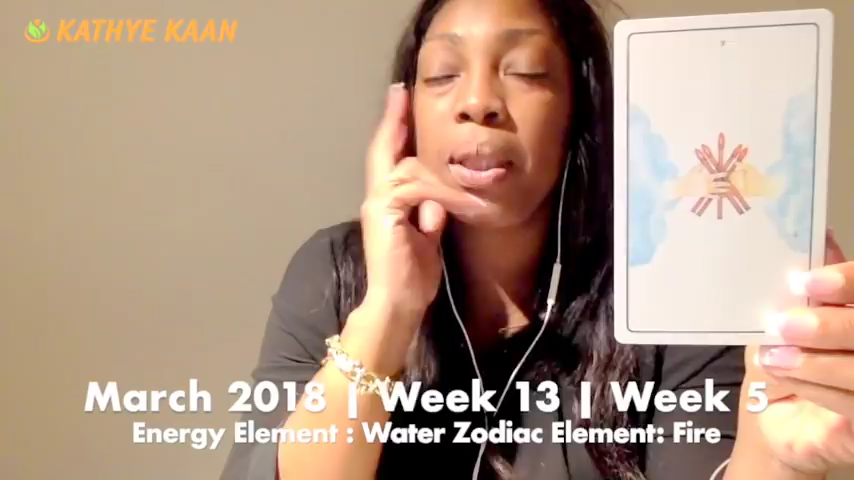 KATHYE KAAN
March 2018 | Week 13 | Week 5
Energy Element : Water Zodiac Element: Fire